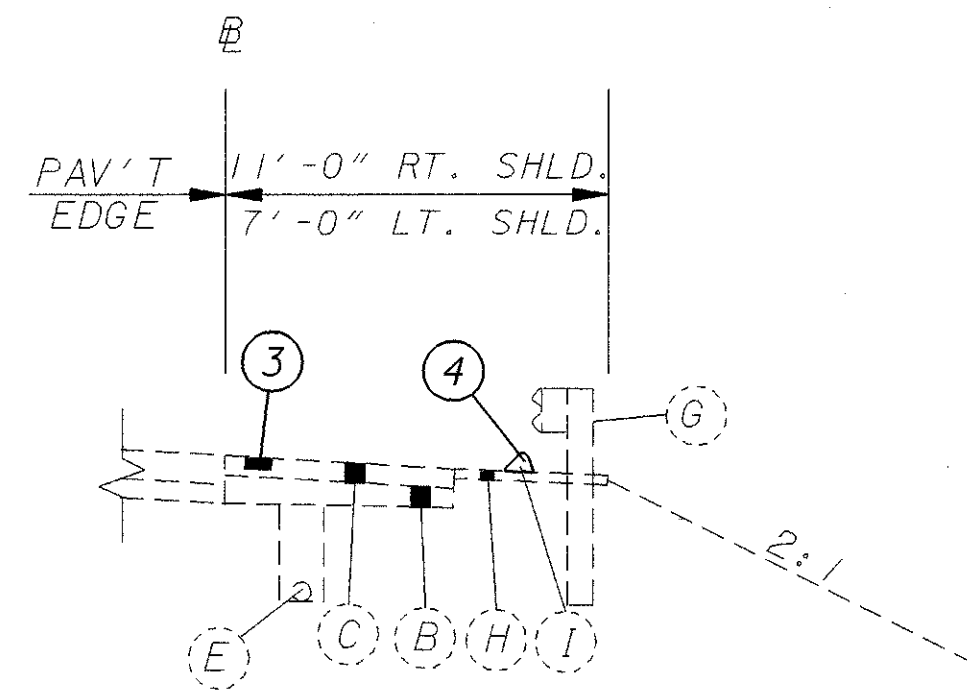 PAV'T
EDGE
11'-0" RT. SHLD.
7'-0" LT. SHLD.
3
4
G
2:1
E
C
B
H
I